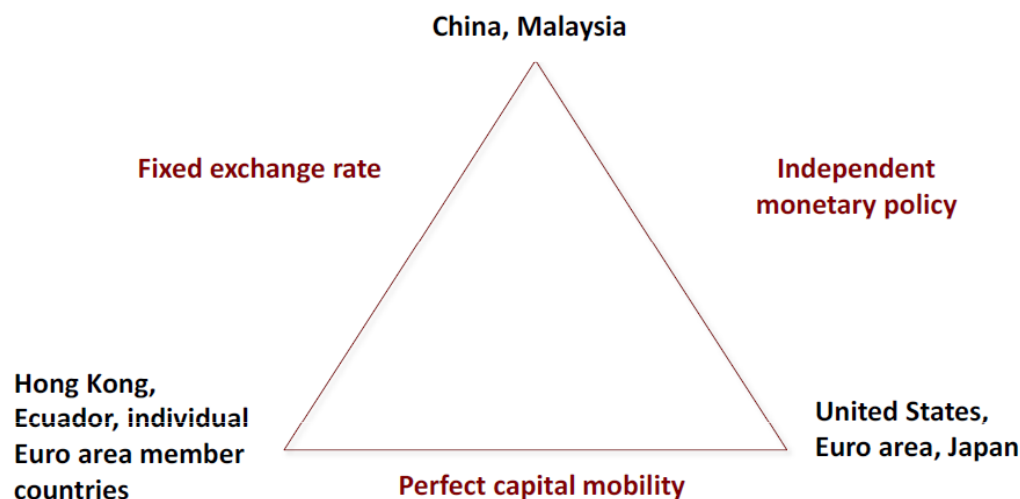 China, Malaysia
Fixed exchange rate
Independent
monetary policy
Hong Kong,
Ecuador, individual
Euro area member
countries
United States,
Euro area, Japan
Perfect capital mobility